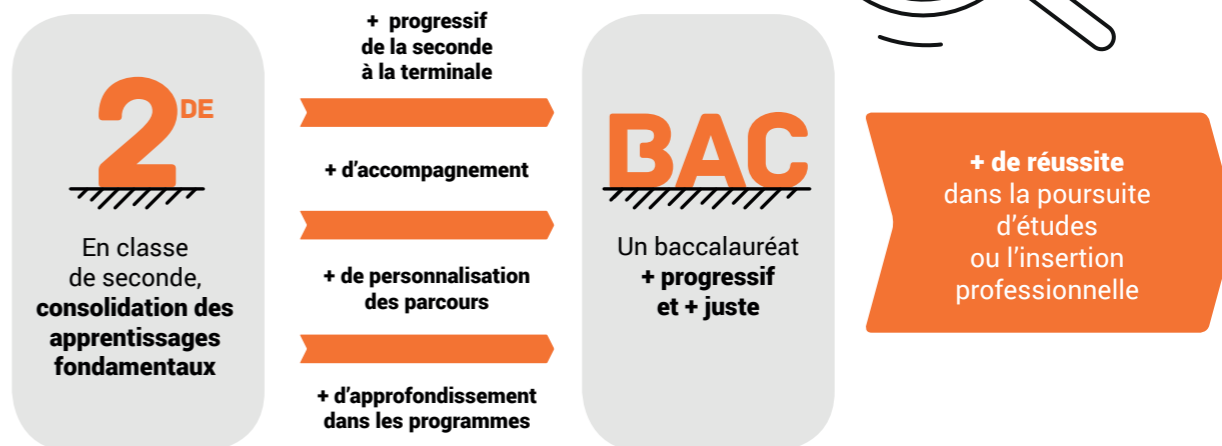 2DE
En classe
de seconde,
consolidation des
apprentissages
fondamentaux
+ progressif
de la seconde
à la terminale
+ d'accompagnement
+ de personnalisation
des parcours
+ d'approfondissement
dans les programmes
BAC
Un baccalauréat
+ progressif
et + juste
+ de réussite
dans la poursuite
d'études
ou l'insertion
professionnelle